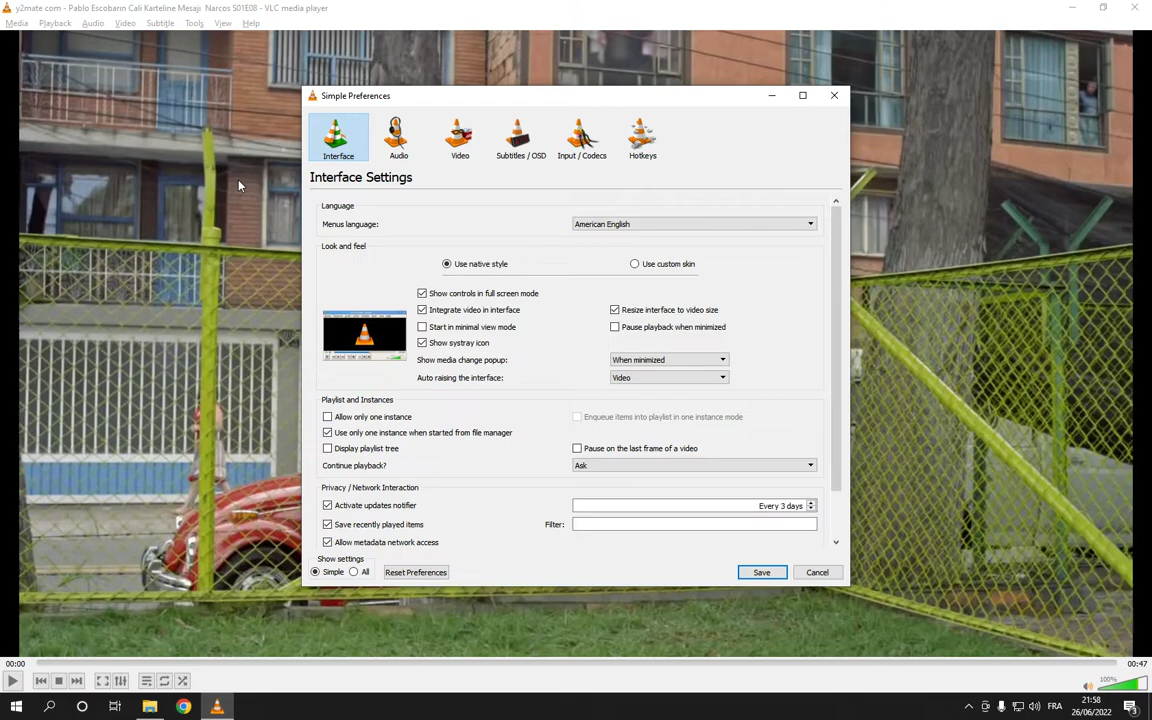 y2mate com - Pablo Escobarın Cali Karteline Mesajı Narcos S01E08 - VLC media player
Media Playback Audio Video Subtitle Tools View Help
Simple Preferences
Interface Audio Video Subtitles / OSD Input / Codecs Hotkeys
Interface Settings
Language
Menus language: American English
Look and feel
Use native style Use custom skin
Show controls in full screen mode
Integrate video in interface Resize interface to video size
Start in minimal view mode Pause playback when minimized
Show systray icon
Show media change popup: When minimized
Auto raising the interface: Video
Playlist and Instances
Allow only one instance Enqueue items into playlist in one instance mode
Use only one instance when started from file manager
Display playlist tree Pause on the last frame of a video
Continue playback? Ask
Privacy / Network Interaction
Activate updates notifier Every 3 days
Save recently played items Filter:
Allow metadata network access
Show settings
Simple All Reset Preferences Save Cancel
00:00 00:47
100%
FRA 21:58
26/06/2022 3